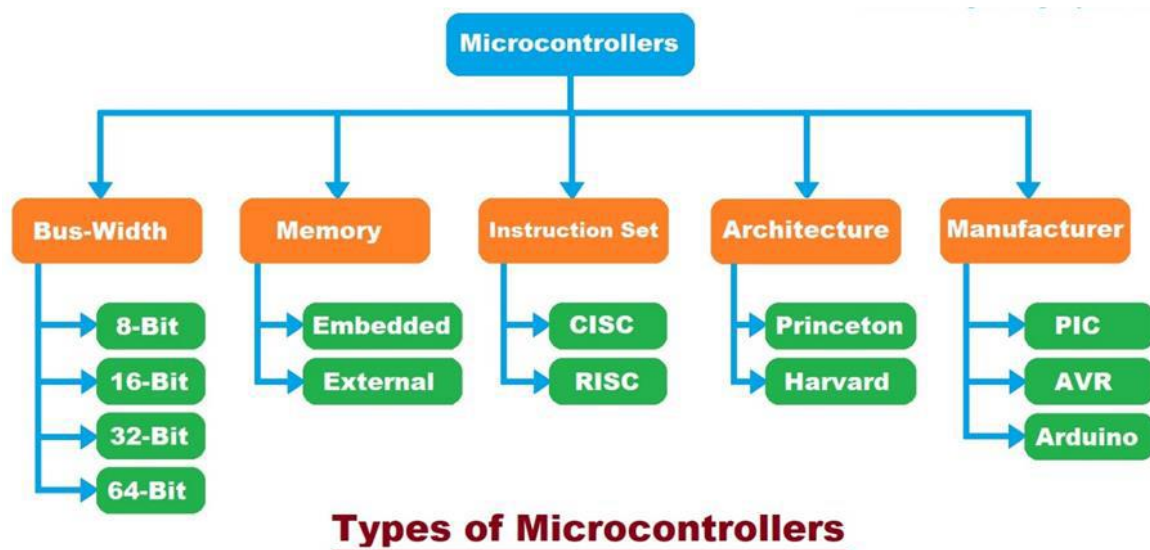 Microcontrollers
Bus-Width
8-Bit
16-Bit
32-Bit
64-Bit
Memory
Embedded
External
Instruction Set
CISC
RISC
Architecture
Princeton
Harvard
Manufacturer
PIC
AVR
Arduino
Types of Microcontrollers